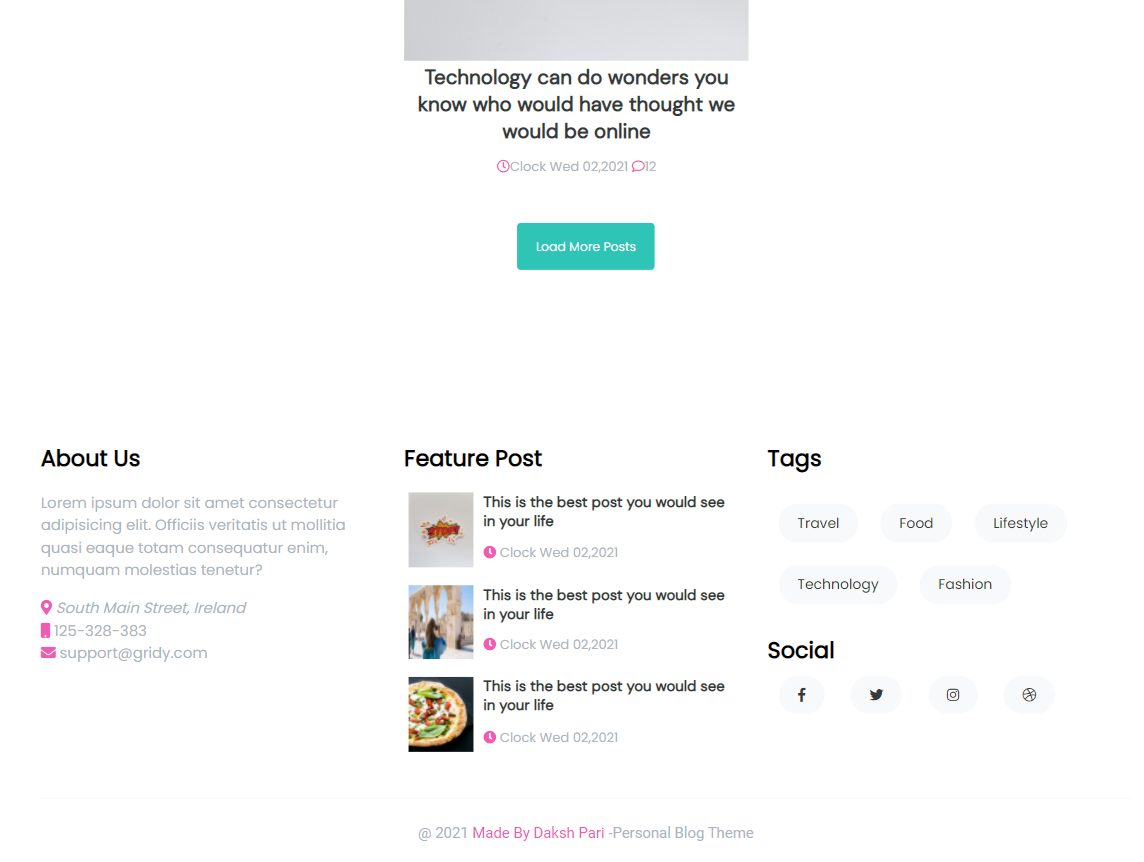 Technology can do wonders you
know who would have thought we
would be online
Clock Wed 02,2021 12
Load More Posts
About Us
Lorem ipsum dolor sit amet consectetur
adipisicing elit. Officiis veritatis ut mollitia
quasi eaque totam consequatur enim,
numquam molestias tenetur?
South Main Street, Ireland
125-328-383
support@gridy.com
Feature Post
STOP!
This is the best post you would see
in your life
Clock Wed 02,2021
This is the best post you would see
in your life
Clock Wed 02,2021
This is the best post you would see
in your life
Clock Wed 02,2021
Tags
Travel Food Lifestyle
Technology Fashion
Social
@ 2021 Made By Daksh Pari -Personal Blog Theme